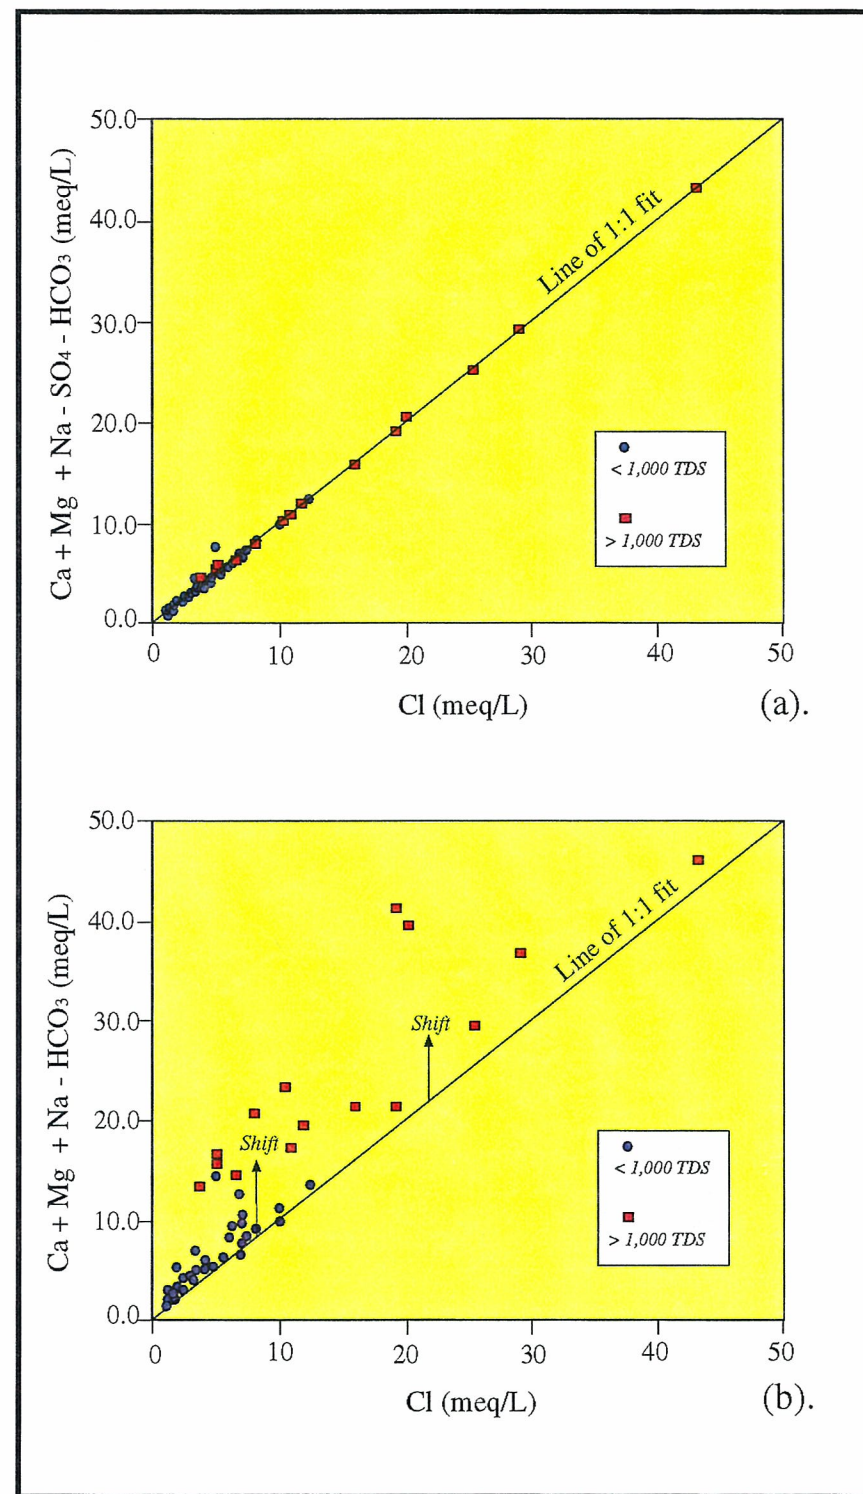 50.0
40.0
30.0
20.0
10.0
0.0
Ca + Mg + Na - SO4 - HCO3 (meq/L)
Line of 1:1 fit
< 1,000 TDS
> 1,000 TDS
0 10 20 30 40 50
Cl (meq/L)
(a).
50.0
40.0
30.0
20.0
10.0
0.0
Ca + Mg + Na - HCO3 (meq/L)
Line of 1:1 fit
Shift
Shift
< 1,000 TDS
> 1,000 TDS
0 10 20 30 40 50
Cl (meq/L)
(b).